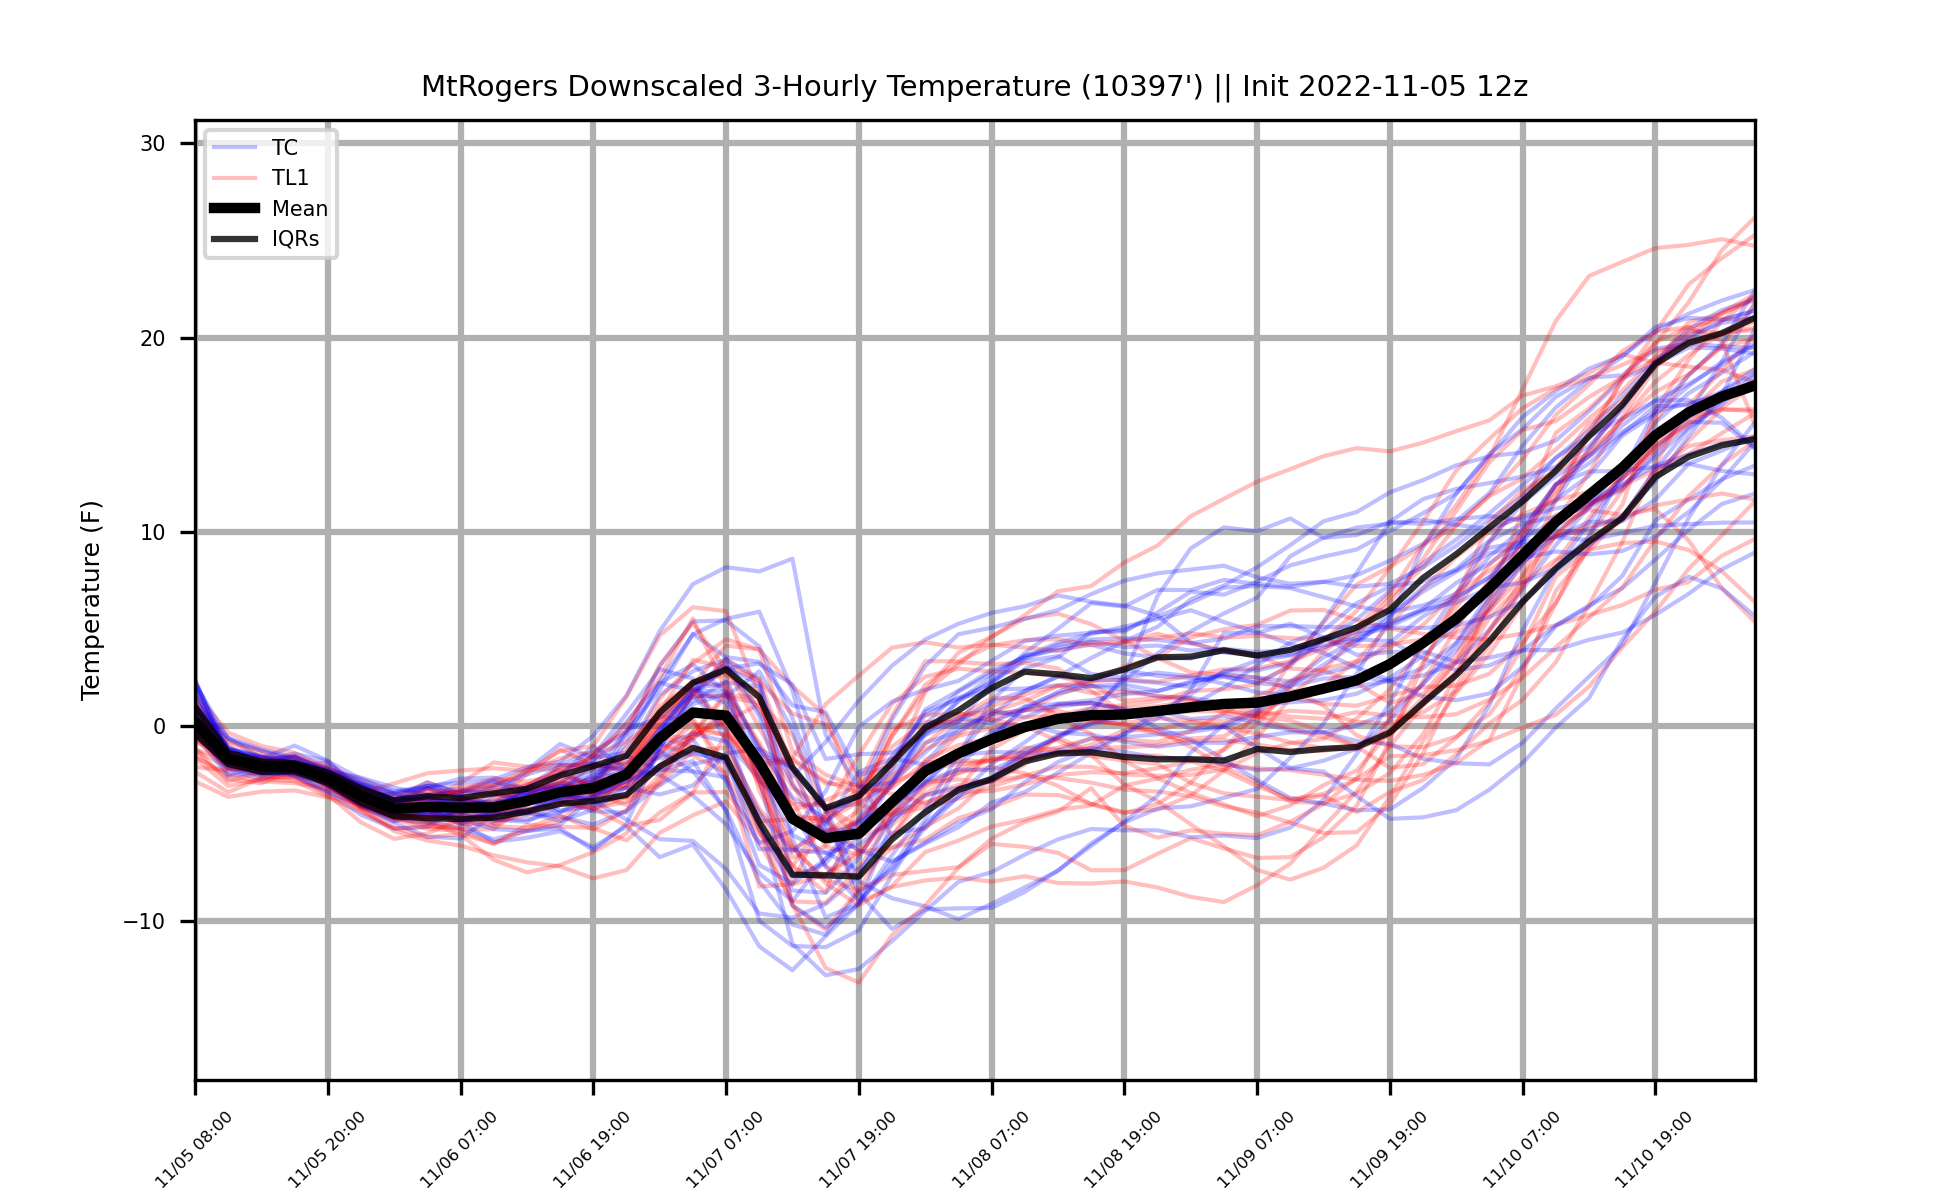 MtRogers Downscaled 3-Hourly Temperature (10397') || Init 2022-11-05 12z
TC
TL1
Mean
IQRs
Temperature (F)
30
20
10
0
−10
11/05 08:00
11/05 20:00
11/06 07:00
11/06 19:00
11/07 07:00
11/07 19:00
11/08 07:00
11/08 19:00
11/09 07:00
11/09 19:00
11/10 07:00
11/10 19:00